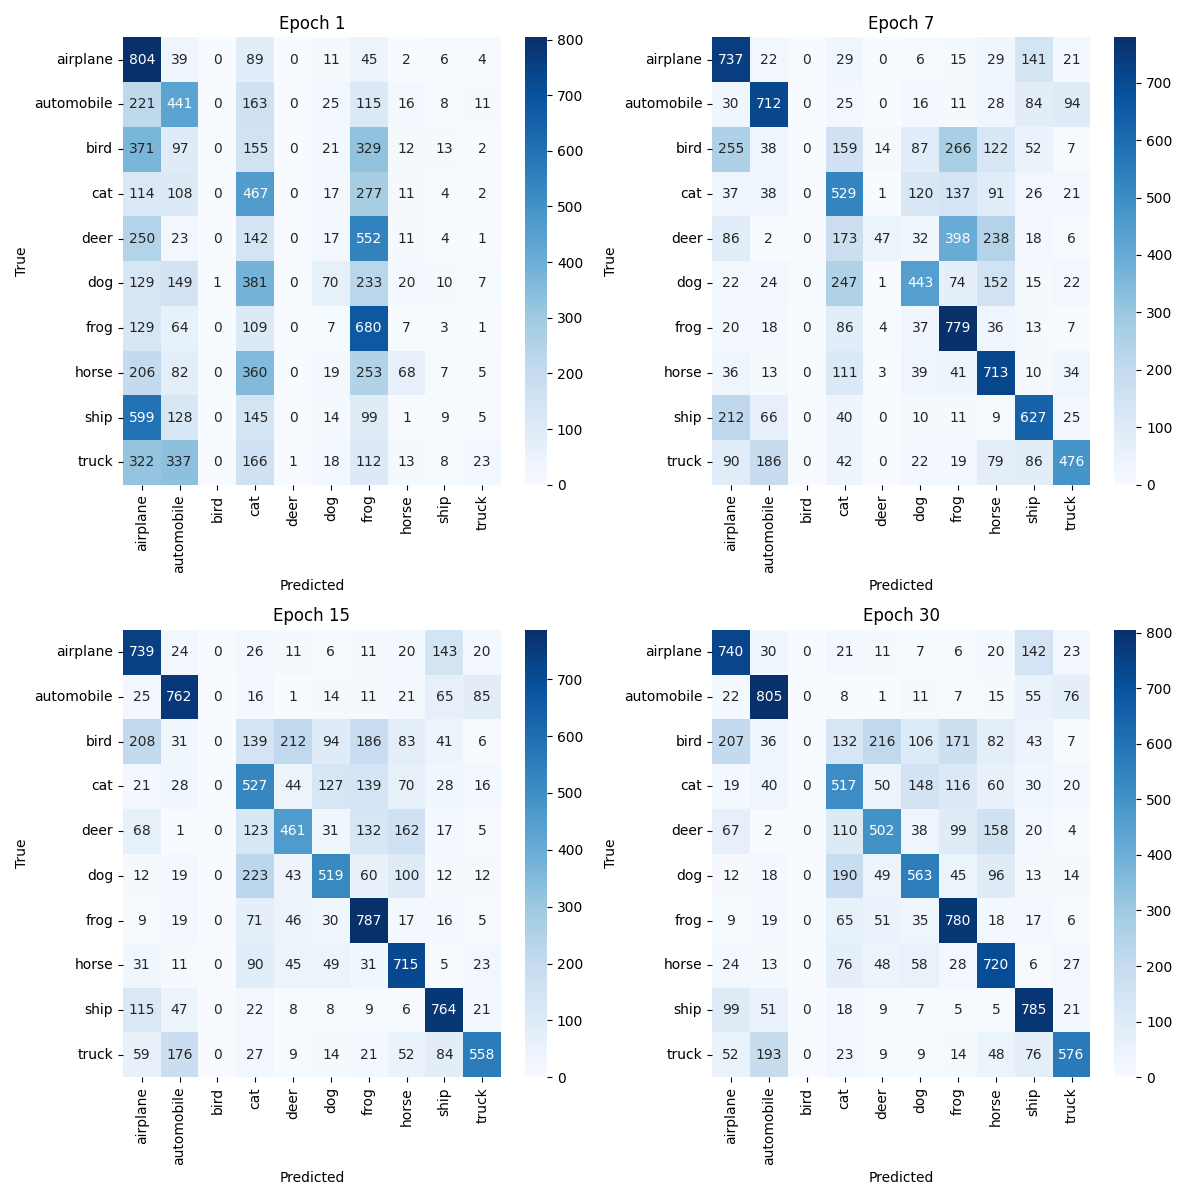 Epoch 1
airplane 804 39 0 89 0 11 45 2 6 4
automobile 221 441 0 163 0 25 115 16 8 11
bird 371 97 0 155 0 21 329 12 13 2
cat 114 108 0 467 0 17 277 11 4 2
deer 250 23 0 142 0 17 552 11 4 1
dog 129 149 1 381 0 70 233 20 10 7
frog 129 64 0 109 0 7 680 7 3 1
horse 206 82 0 360 0 19 253 68 7 5
ship 599 128 0 145 0 14 99 1 9 5
truck 322 337 0 166 1 18 112 13 8 23
airplane automobile bird cat deer dog frog horse ship truck
True
Predicted
800
700
600
500
400
300
200
100
0
Epoch 7
airplane 737 22 0 29 0 6 15 29 141 21
automobile 30 712 0 25 0 16 11 28 84 94
bird 255 38 0 159 14 87 266 122 52 7
cat 37 38 0 529 1 120 137 91 26 21
deer 86 2 0 173 47 32 398 238 18 6
dog 22 24 0 247 1 443 74 152 15 22
frog 20 18 0 86 4 37 779 36 13 7
horse 36 13 0 111 3 39 41 713 10 34
ship 212 66 0 40 0 10 11 9 627 25
truck 90 186 0 42 0 22 19 79 86 476
airplane automobile bird cat deer dog frog horse ship truck
True
Predicted
700
600
500
400
300
200
100
0
Epoch 15
airplane 739 24 0 26 11 6 11 20 143 20
automobile 25 762 0 16 1 14 11 21 65 85
bird 208 31 0 139 212 94 186 83 41 6
cat 21 28 0 527 44 127 139 70 28 16
deer 68 1 0 123 461 31 132 162 17 5
dog 12 19 0 223 43 519 60 100 12 12
frog 9 19 0 71 46 30 787 17 16 5
horse 31 11 0 90 45 49 31 715 5 23
ship 115 47 0 22 8 8 9 6 764 21
truck 59 176 0 27 9 14 21 52 84 558
airplane automobile bird cat deer dog frog horse ship truck
True
Predicted
700
600
500
400
300
200
100
0
Epoch 30
airplane 740 30 0 21 11 7 6 20 142 23
automobile 22 805 0 8 1 11 7 15 55 76
bird 207 36 0 132 216 106 171 82 43 7
cat 19 40 0 517 50 148 116 60 30 20
deer 67 2 0 110 502 38 99 158 20 4
dog 12 18 0 190 49 563 45 96 13 14
frog 9 19 0 65 51 35 780 18 17 6
horse 24 13 0 76 48 58 28 720 6 27
ship 99 51 0 18 9 7 5 5 785 21
truck 52 193 0 23 9 9 14 48 76 576
airplane automobile bird cat deer dog frog horse ship truck
True
Predicted
800
700
600
500
400
300
200
100
0